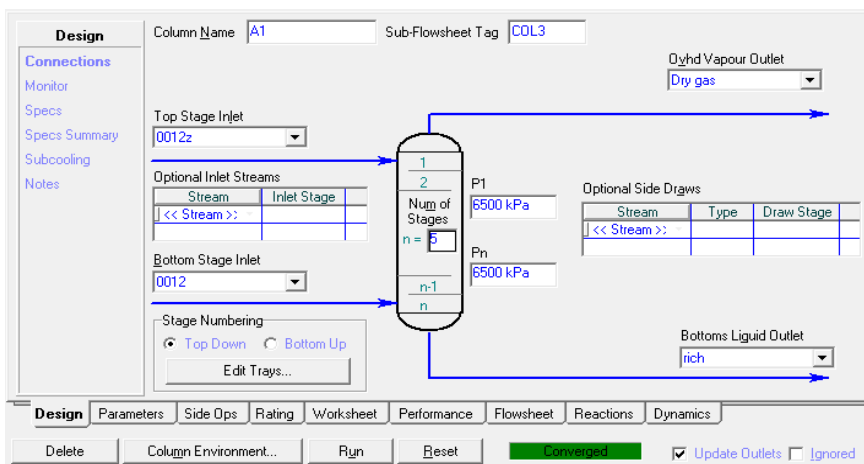 Design
Connections
Monitor
Specs
Specs Summary
Subcooling
Notes
Column Name A1 Sub-Flowsheet Tag COL3
Ovhd Vapour Outlet
Dry gas
Top Stage Inlet
0012z
Optional Inlet Streams
Stream Inlet Stage
<< Stream >>
Bottom Stage Inlet
0012
1
2
Num of
Stages
n = 5
n-1
n
P1
6500 kPa
Pn
6500 kPa
Optional Side Draws
Stream Type Draw Stage
<< Stream >>
Stage Numbering
Top Down Bottom Up
Edit Trays...
Bottoms Liquid Outlet
rich
Design Parameters Side Ops Rating Worksheet Performance Flowsheet Reactions Dynamics
Delete Column Environment... Run Reset Converged Update Outlets Ignored